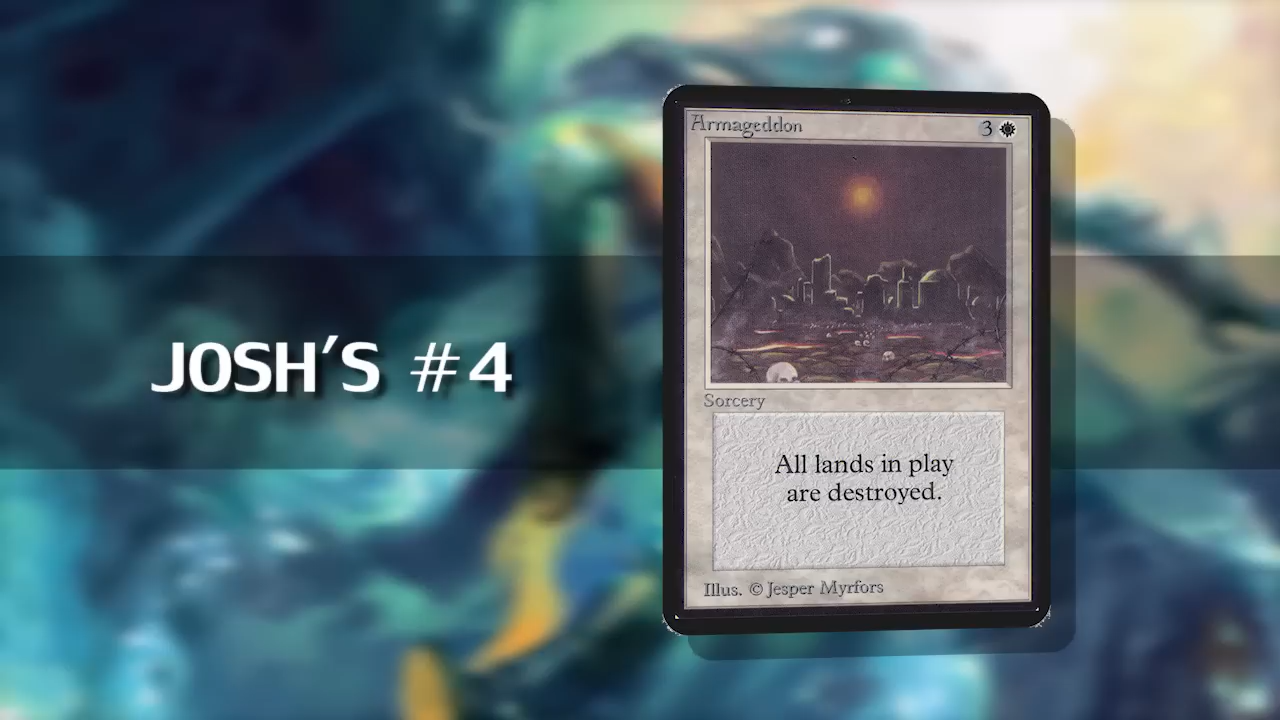 JOSH'S #4
Armageddon 3
Sorcery
All lands in play
are destroyed.
Illus. © Jesper Myrfors